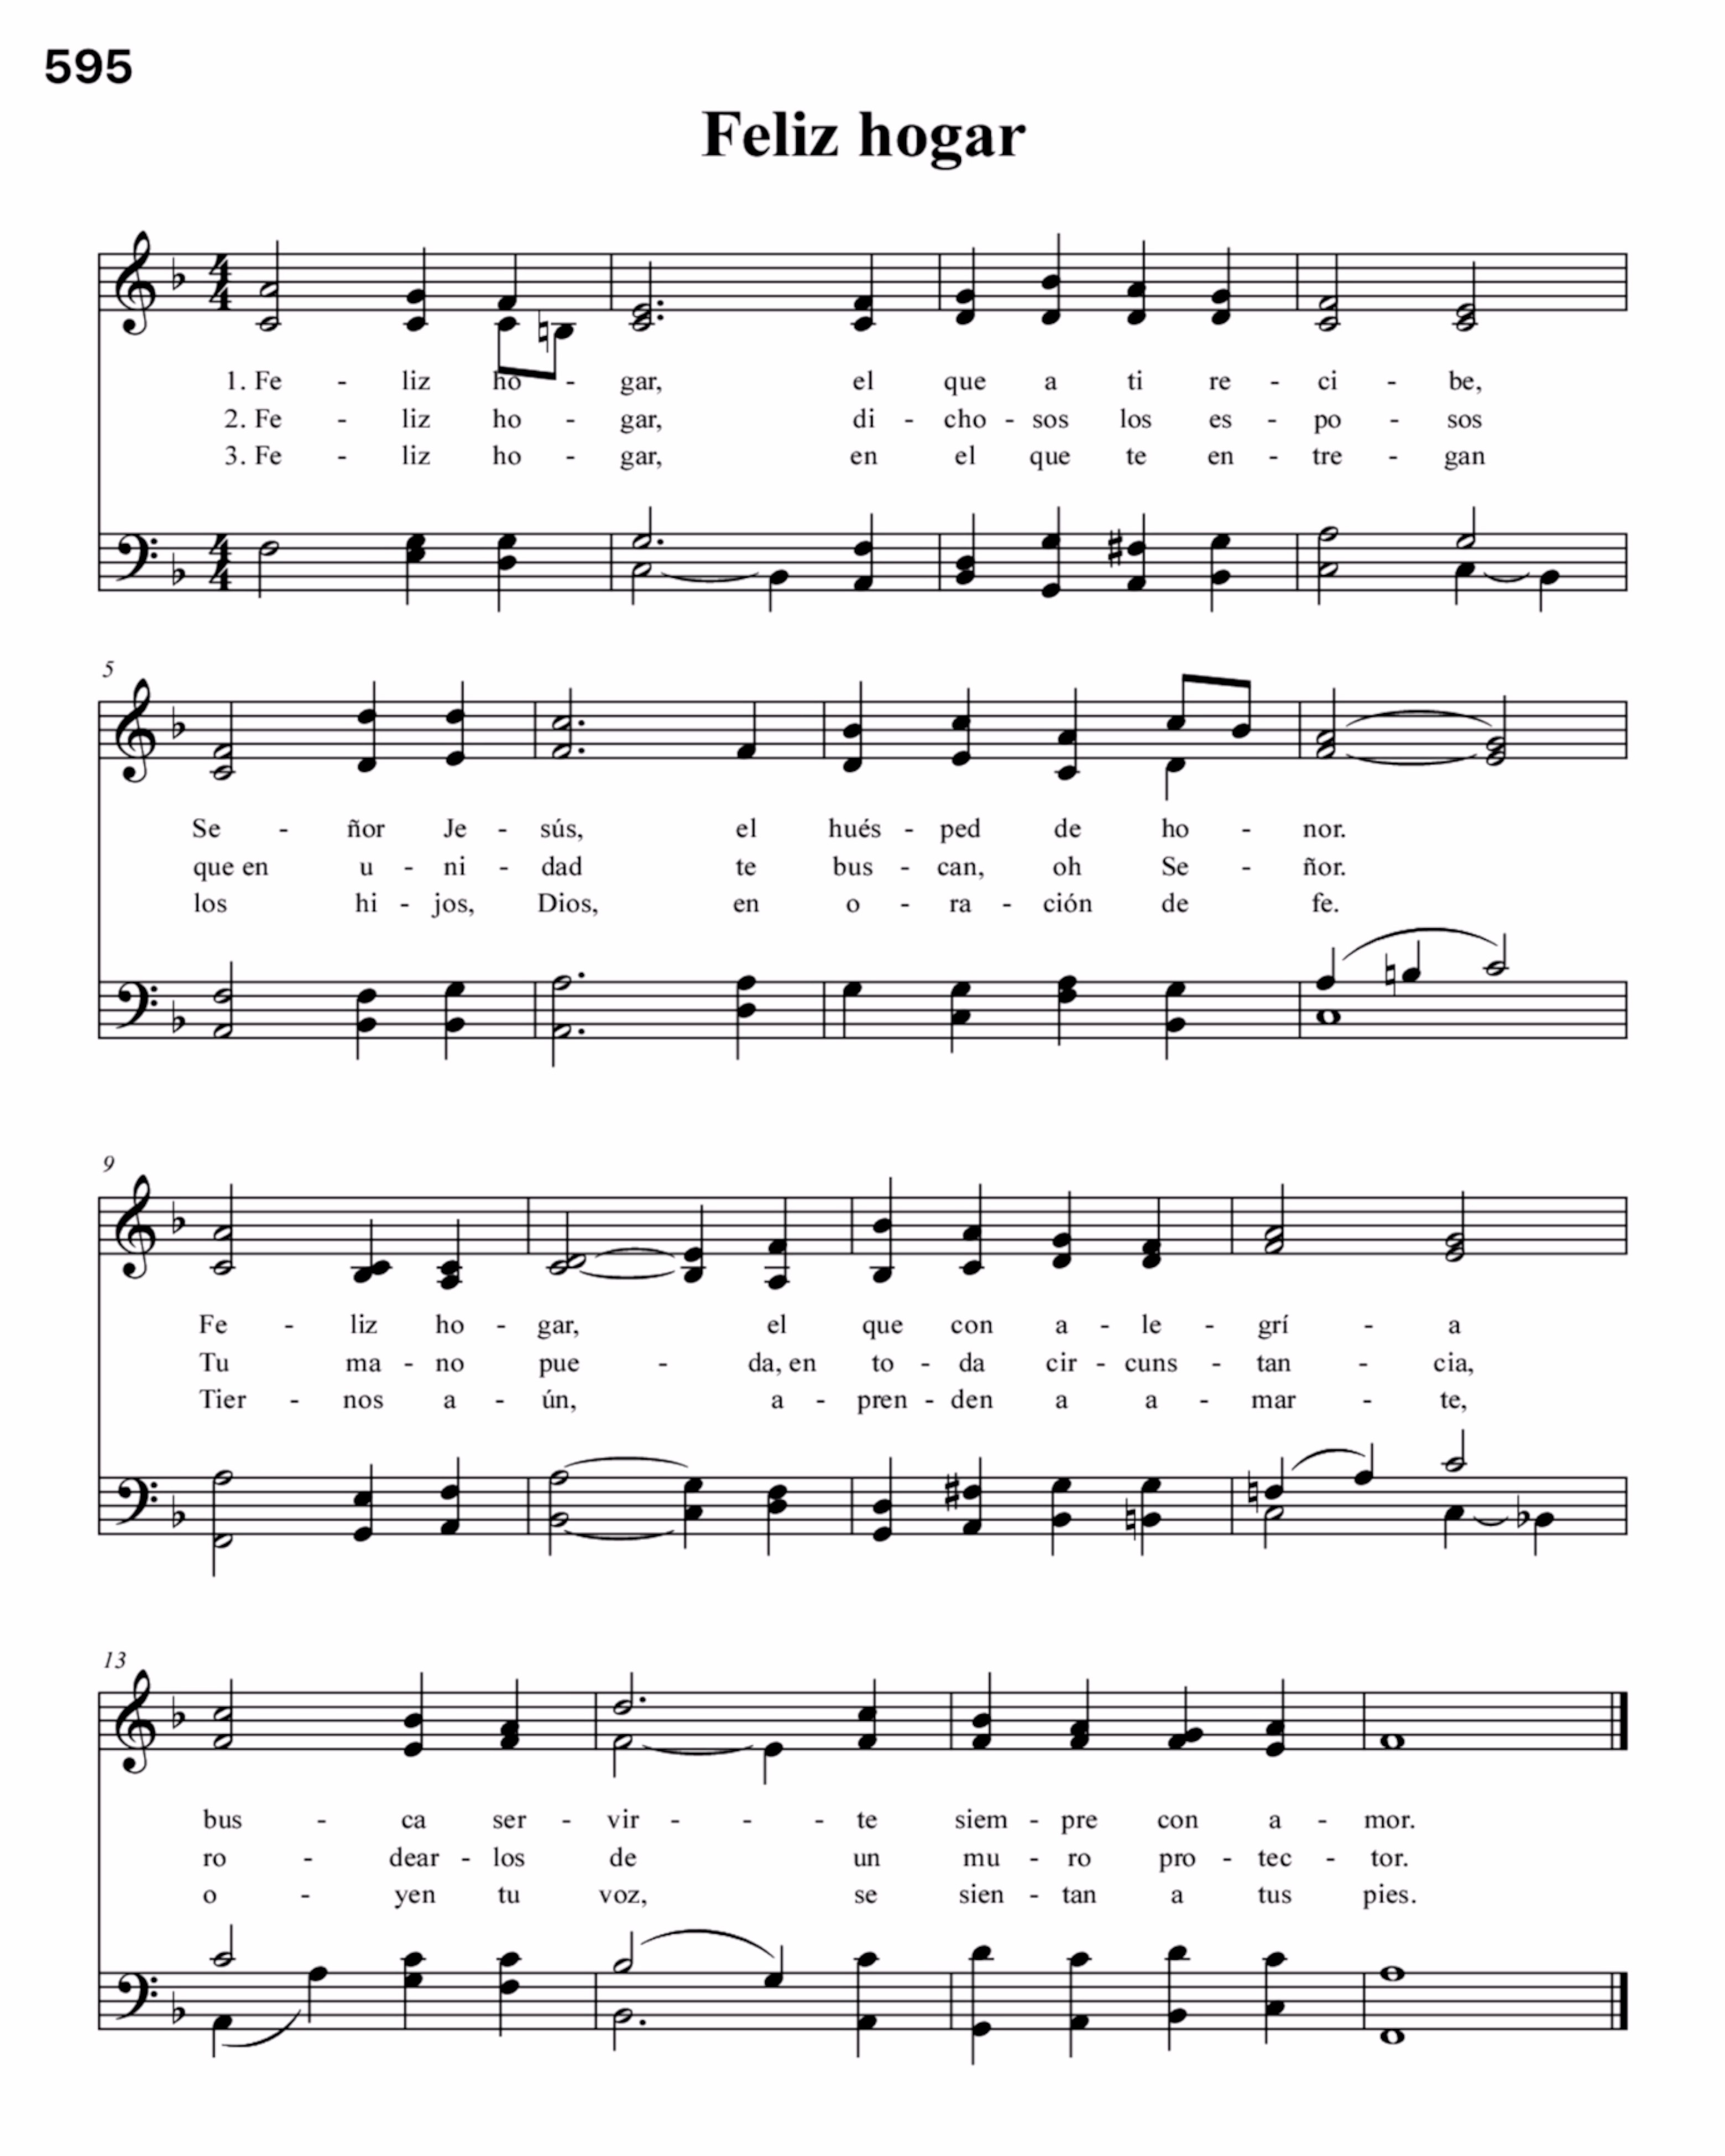 595
Feliz hogar
1. Fe - liz ho - gar, el que a ti re - ci - be,
2. Fe - liz ho - gar, di - cho - sos los es - po - sos
3. Fe - liz ho - gar, en el que te en - tre - gan
5
Se - ñor Je - sús, el hués - ped de ho - nor.
que en u - ni - dad te bus - can, oh Se - ñor.
los hi - jos, Dios, en o - ra - ción de fe.
9
Fe - liz ho - gar, el que con a - le - grí - a
Tu ma - no pue - da, en to - da cir - cuns - tan - cia,
Tier - nos a - ún, a - pren - den a a - mar - te,
13
bus - ca ser - vir - - - te siem - pre con a - mor.
ro - dear - los de un mu - ro pro - tec - tor.
o - yen tu voz, se sien - tan a tus pies.